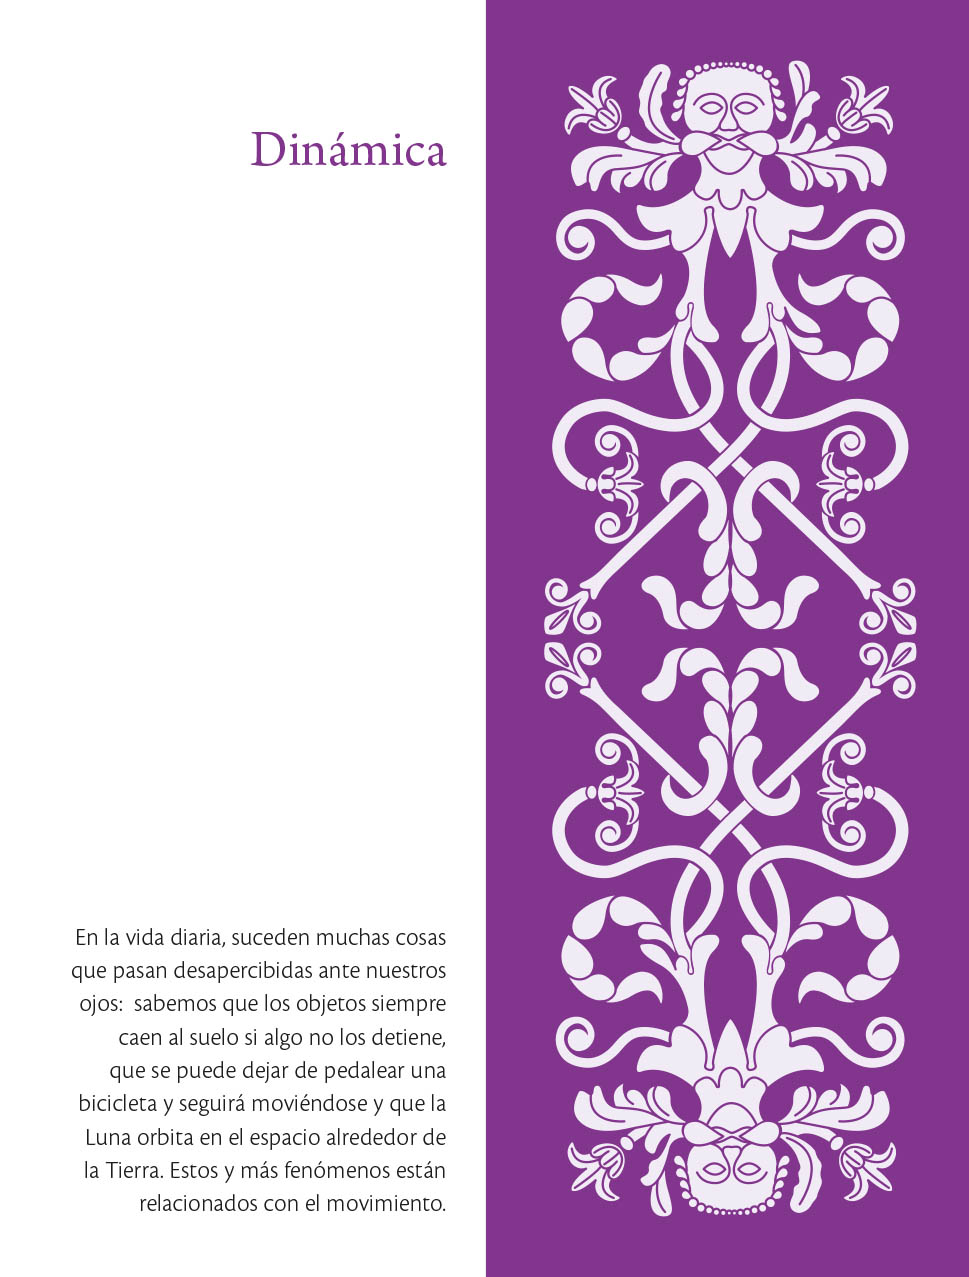 Dinámica
En la vida diaria, suceden muchas cosas
que pasan desapercibidas ante nuestros
ojos:  sabemos que los objetos siempre
caen al suelo si algo no los detiene,
que se puede dejar de pedalear una
bicicleta y seguirá moviéndose y que la
Luna orbita en el espacio alrededor de
la Tierra. Estos y más fenómenos están
relacionados con el movimiento.